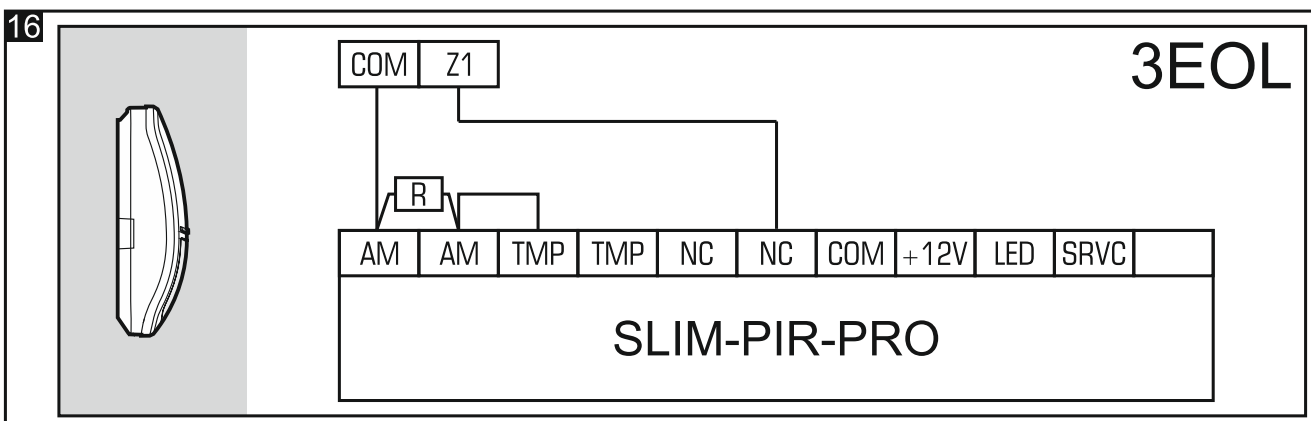 16
3EOL
COM Z1
R
AM AM TMP TMP NC NC COM +12V LED SRVC
SLIM-PIR-PRO